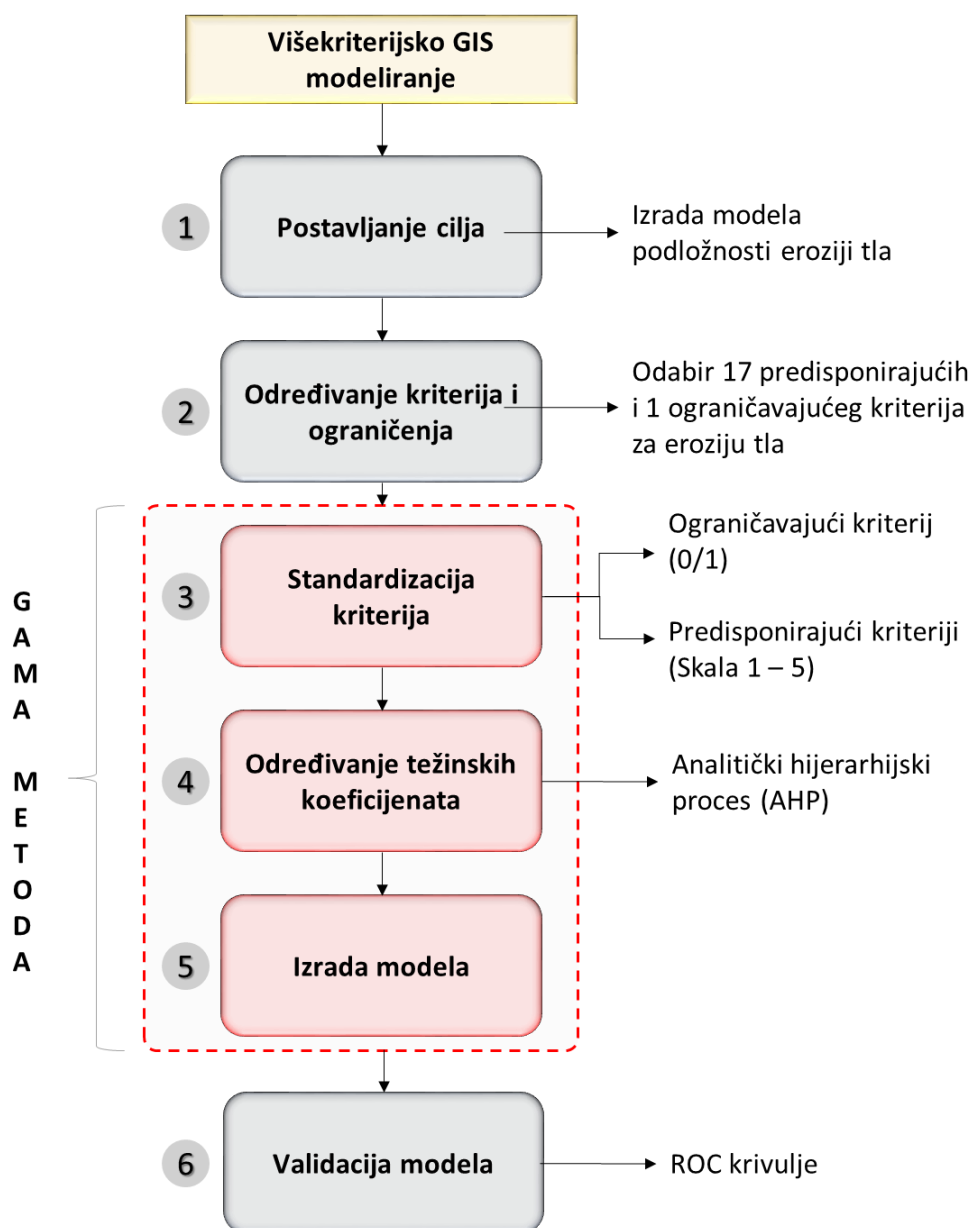 Višekriterijsko GIS
modeliranje
1
Postavljanje cilja
Izrada modela
podložnosti eroziji tla
2
Određivanje kriterija i
ograničenja
Odabir 17 predisponirajućih
i 1 ograničavajućeg kriterija
za eroziju tla
GAMA METODA
3
Standardizacija
kriterija
Ograničavajući kriterij
(0/1)
Predisponirajući kriteriji
(Skala 1 – 5)
4
Određivanje težinskih
koeficijenata
Analitički hijerarhijski
proces (AHP)
5
Izrada modela
6
Validacija modela
ROC krivulje